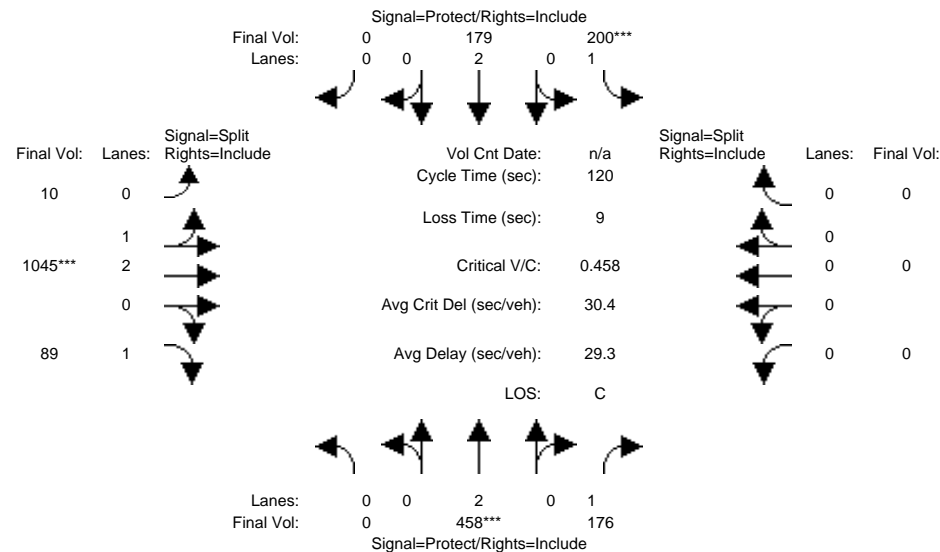 Signal=Protect/Rights=Include
Final Vol: 0 179 200***
Lanes: 0 0 2 0 1
Signal=Split Signal=Split
Final Vol: Lanes: Rights=Include Vol Cnt Date: n/a Rights=Include Lanes: Final Vol:
Cycle Time (sec): 120
10 0 0 0
Loss Time (sec): 9
1 0
1045*** 2 Critical V/C: 0.458 0 0
0 Avg Crit Del (sec/veh): 30.4 0
89 1 Avg Delay (sec/veh): 29.3 0 0
LOS: C
Lanes: 0 0 2 0 1
Final Vol: 0 458*** 176
Signal=Protect/Rights=Include